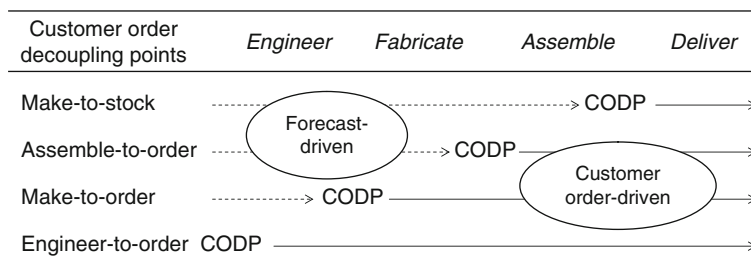 Customer order
decoupling points
Engineer Fabricate Assemble Deliver
Make-to-stock CODP
Forecast-
driven
Assemble-to-order CODP
Customer
order-driven
Make-to-order CODP
Engineer-to-order CODP